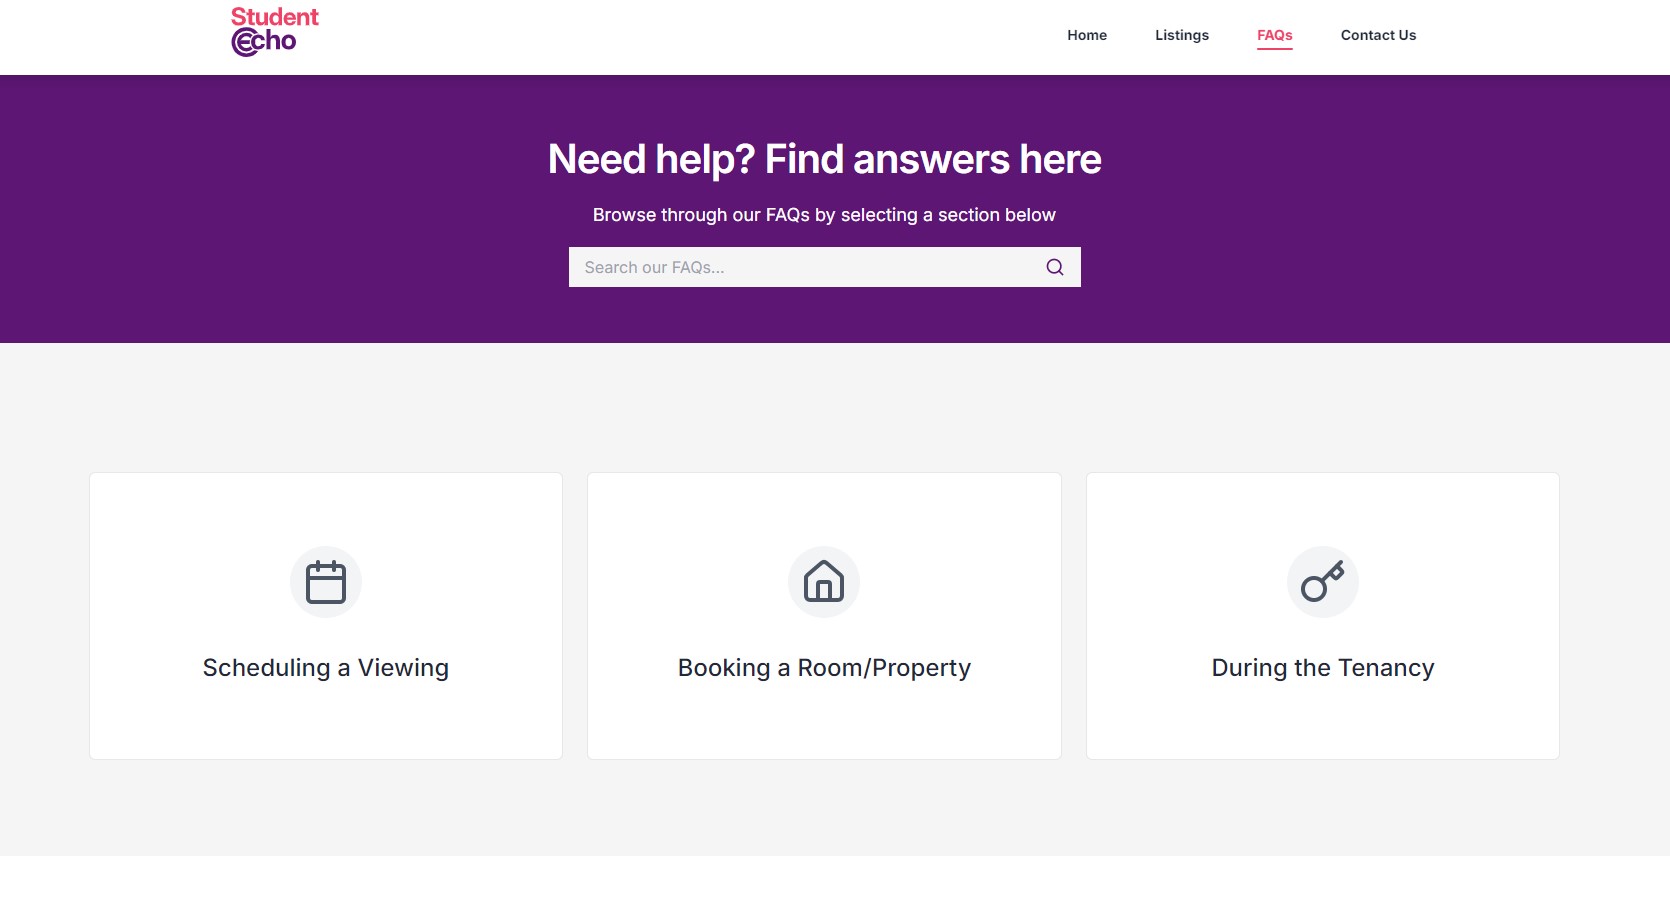 Student
Echo
Home
Listings
FAQs
Contact Us
Need help? Find answers here
Browse through our FAQs by selecting a section below
Search our FAQs...
Scheduling a Viewing
Booking a Room/Property
During the Tenancy